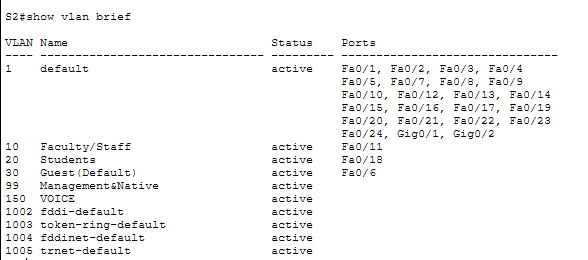 S2#show vlan brief
VLAN Name                             Status    Ports
---- -------------------------------- --------- -------------------------------
1    default                          active    Fa0/1, Fa0/2, Fa0/3, Fa0/4
                                                Fa0/5, Fa0/7, Fa0/8, Fa0/9
                                                Fa0/10, Fa0/12, Fa0/13, Fa0/14
                                                Fa0/15, Fa0/16, Fa0/17, Fa0/19
                                                Fa0/20, Fa0/21, Fa0/22, Fa0/23
                                                Fa0/24, Gig0/1, Gig0/2
10   Faculty/Staff                    active    Fa0/11
20   Students                         active    Fa0/18
30   Guest(Default)                   active    Fa0/6
99   Management&Native                active
150  VOICE                            active
1002 fddi-default                     active
1003 token-ring-default               active
1004 fddinet-default                  active
1005 trnet-default                    active